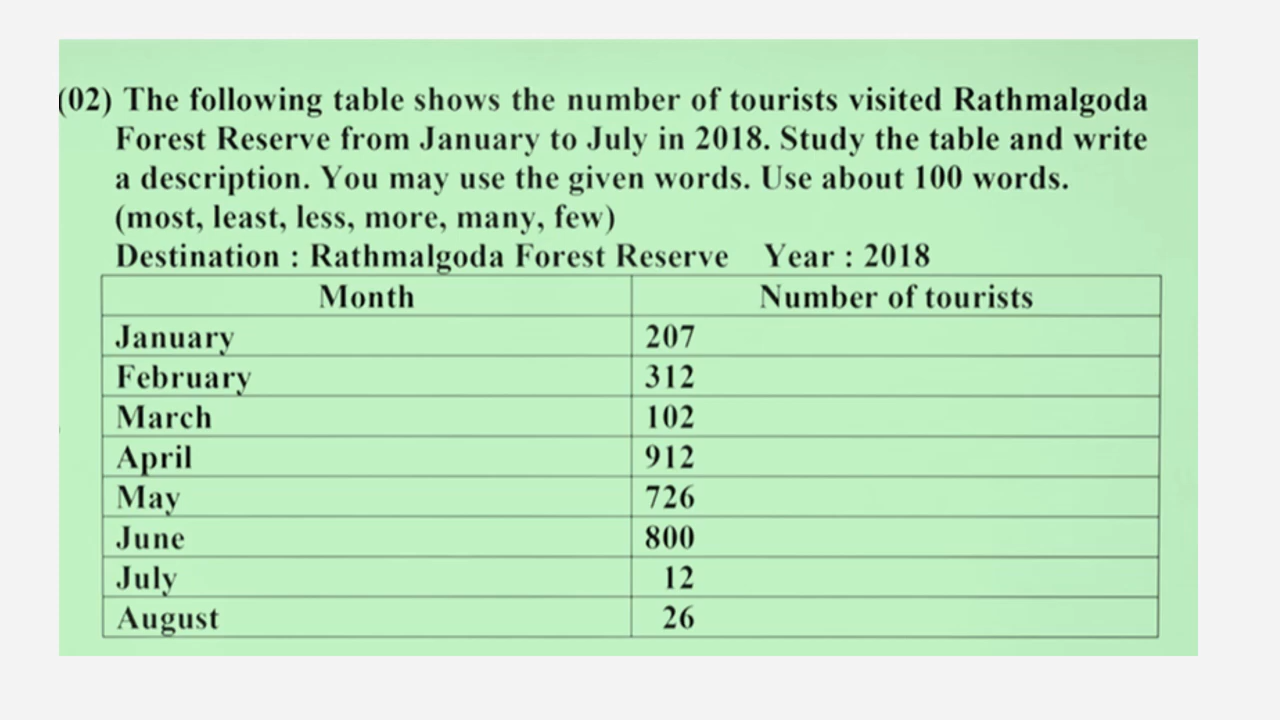 (02) The following table shows the number of tourists visited Rathmalgoda
Forest Reserve from January to July in 2018. Study the table and write
a description. You may use the given words. Use about 100 words.
(most, least, less, more, many, few)
Destination : Rathmalgoda Forest Reserve Year : 2018
Month Number of tourists
January 207
February 312
March 102
April 912
May 726
June 800
July 12
August 26